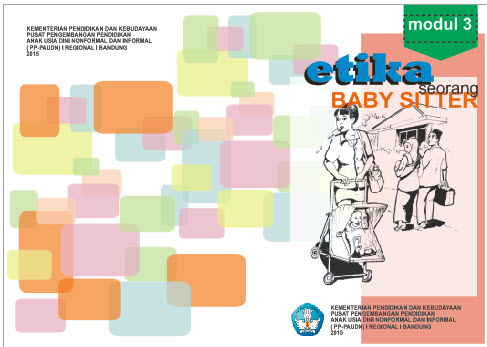 KEMENTERIAN PENDIDIKAN DAN KEBUDAYAAN
PUSAT PENGEMBANGAN PENDIDIKAN
ANAK USIA DINI NONFORMAL DAN INFORMAL
( PP-PAUDNI ) I REGIONAL I BANDUNG
2015
modul 3
etika
seorang
BABY SITTER
KEMENTERIAN PENDIDIKAN DAN KEBUDAYAAN
PUSAT PENGEMBANGAN PENDIDIKAN
ANAK USIA DINI NONFORMAL DAN INFORMAL
( PP-PAUDNI ) I REGIONAL I BANDUNG
2015